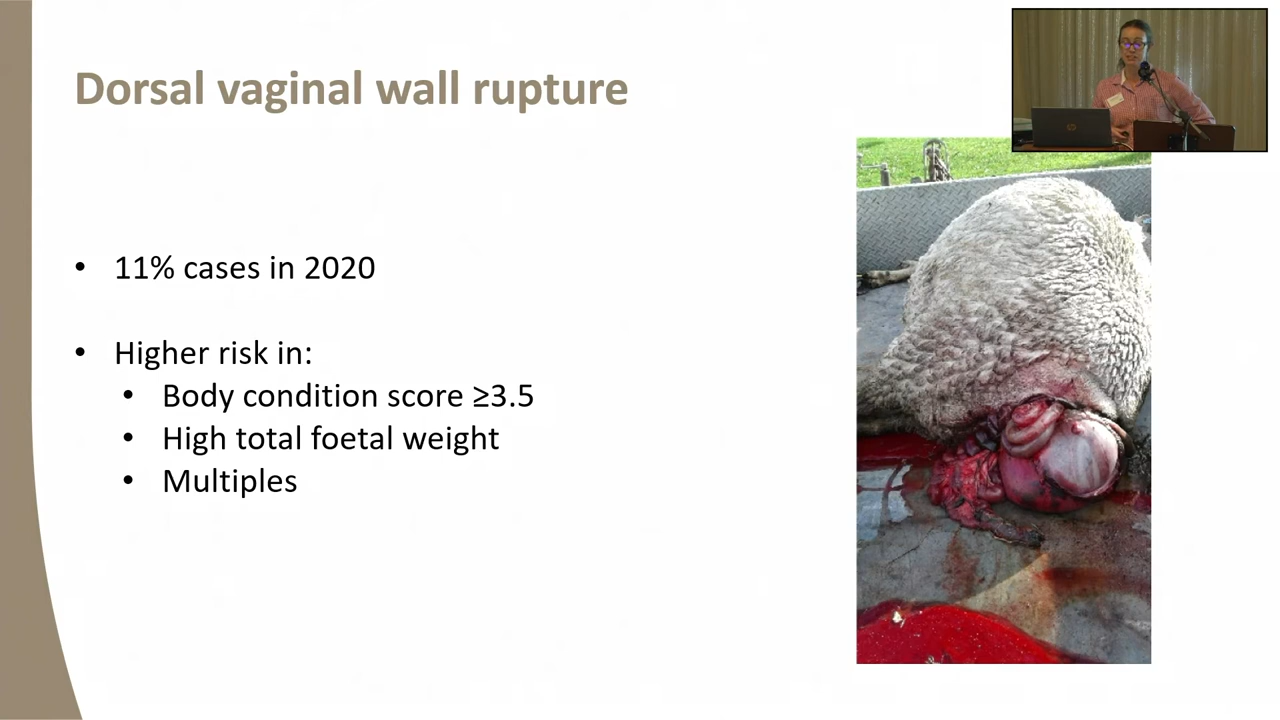 Dorsal vaginal wall rupture
• 11% cases in 2020
• Higher risk in:
• Body condition score ≥3.5
• High total foetal weight
• Multiples